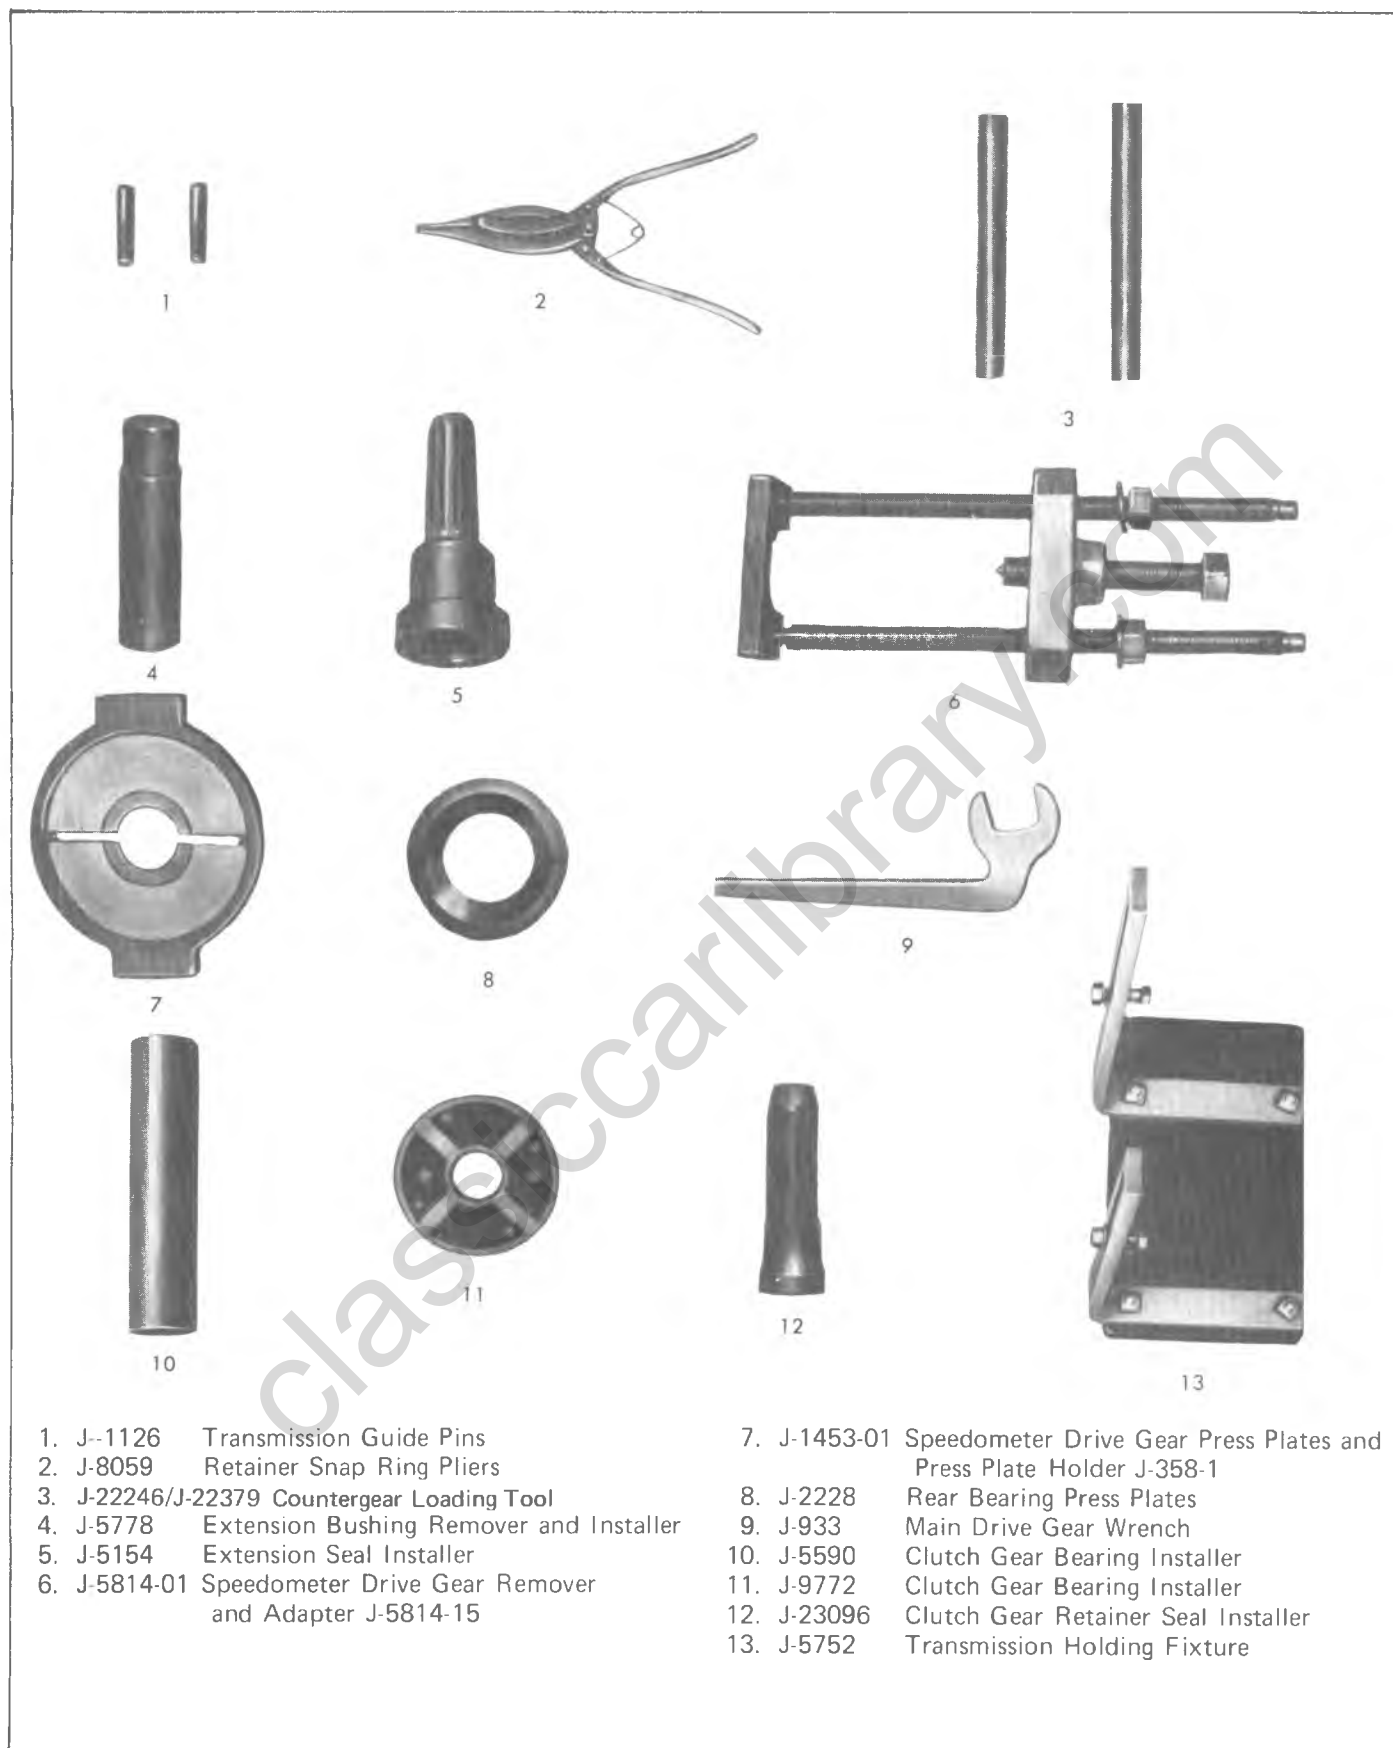 1
2
3
4
5
6
7
8
9
10
11
12
13
classiccarlibrary.com
1. J--1126 Transmission Guide Pins
2. J-8059 Retainer Snap Ring Pliers
3. J-22246/J-22379 Countergear Loading Tool
4. J-5778 Extension Bushing Remover and Installer
5. J-5154 Extension Seal Installer
6. J-5814-01 Speedometer Drive Gear Remover
and Adapter J-5814-15
7. J-1453-01 Speedometer Drive Gear Press Plates and
Press Plate Holder J-358-1
8. J-2228 Rear Bearing Press Plates
9. J-933 Main Drive Gear Wrench
10. J-5590 Clutch Gear Bearing Installer
11. J-9772 Clutch Gear Bearing Installer
12. J-23096 Clutch Gear Retainer Seal Installer
13. J-5752 Transmission Holding Fixture